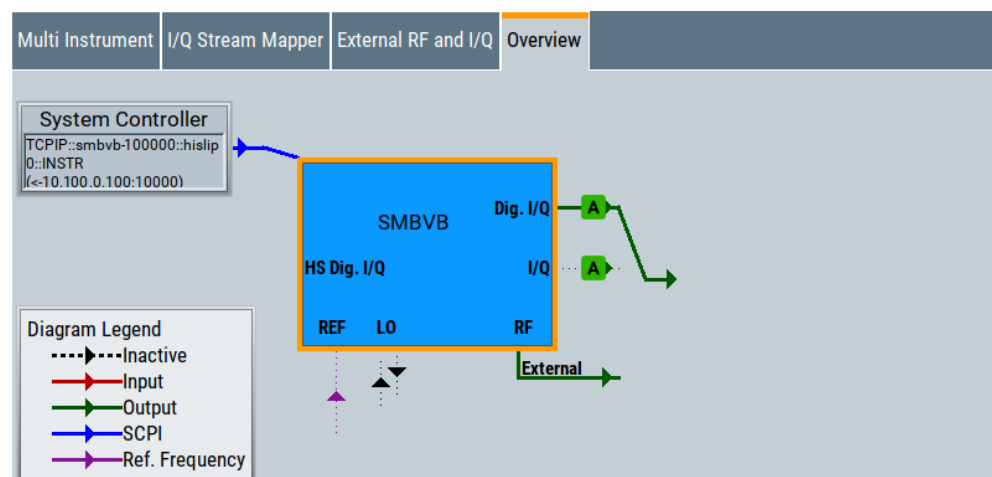 Multi Instrument
I/Q Stream Mapper
External RF and I/Q
Overview
System Controller
TCPIP::smbvb-100000::hislip
0::INSTR
(<-10.100.0.100:10000)
SMBVB
Dig. I/Q
A
HS Dig. I/Q
I/Q
A
REF
LO
RF
External
Diagram Legend
Inactive
Input
Output
SCPI
Ref. Frequency